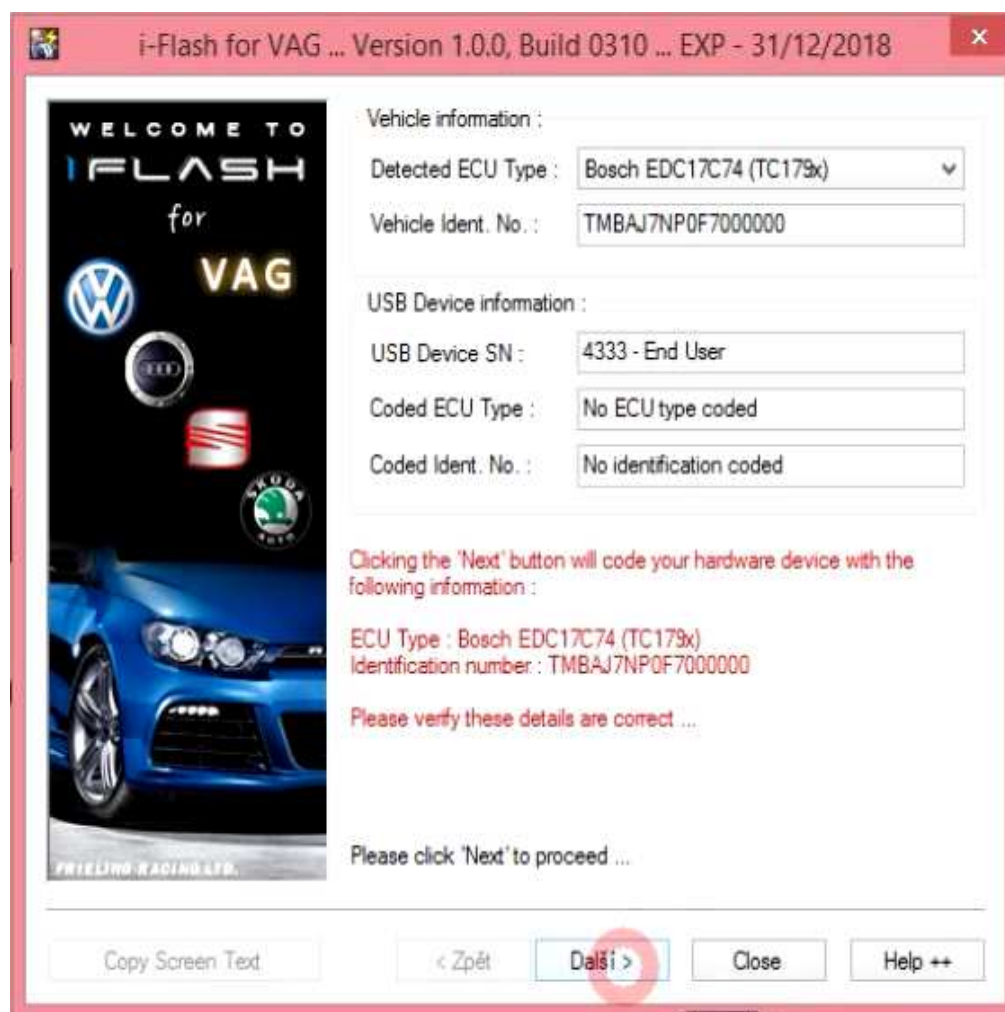 i-Flash for VAG ... Version 1.0.0, Build 0310 ... EXP - 31/12/2018
WELCOME TO
iFLASH
for
VAG
SKODA
AUTO
FRIELING RACING LTD.
Vehicle information :
Detected ECU Type : Bosch EDC17C74 (TC179x)
Vehicle Ident. No. : TMBAJ7NP0F7000000
USB Device information :
USB Device SN : 4333 - End User
Coded ECU Type : No ECU type coded
Coded Ident. No. : No identification coded
Clicking the 'Next' button will code your hardware device with the
following information :
ECU Type : Bosch EDC17C74 (TC179x)
Identification number : TMBAJ7NP0F7000000
Please verify these details are correct ...
Please click 'Next' to proceed ...
Copy Screen Text
< Zpět
Další >
Close
Help ++